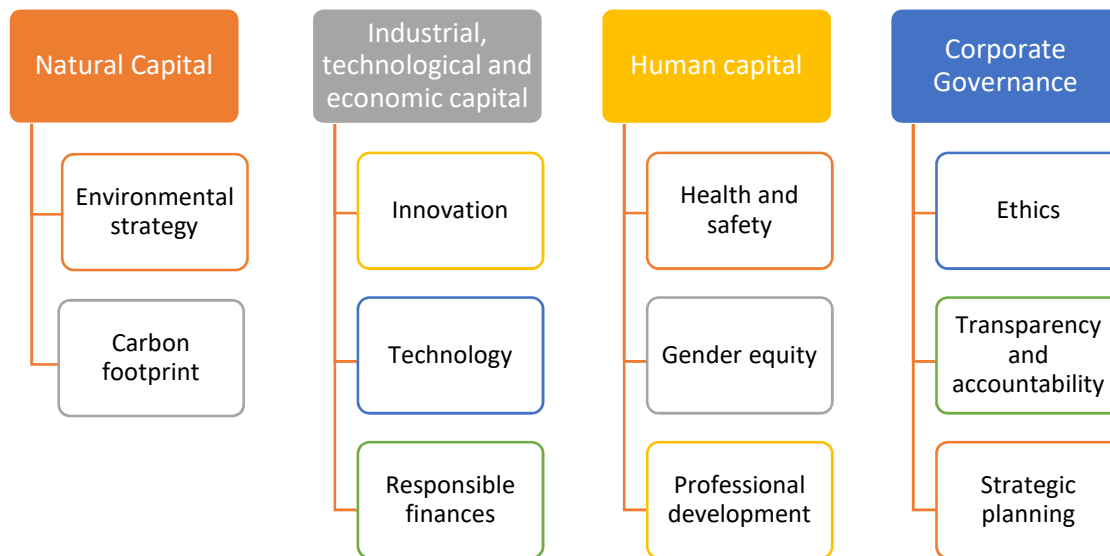 Natural Capital
Environmental
strategy
Carbon
footprint
Industrial,
technological and
economic capital
Innovation
Technology
Responsible
finances
Human capital
Health and
safety
Gender equity
Professional
development
Corporate
Governance
Ethics
Transparency
and
accountability
Strategic
planning